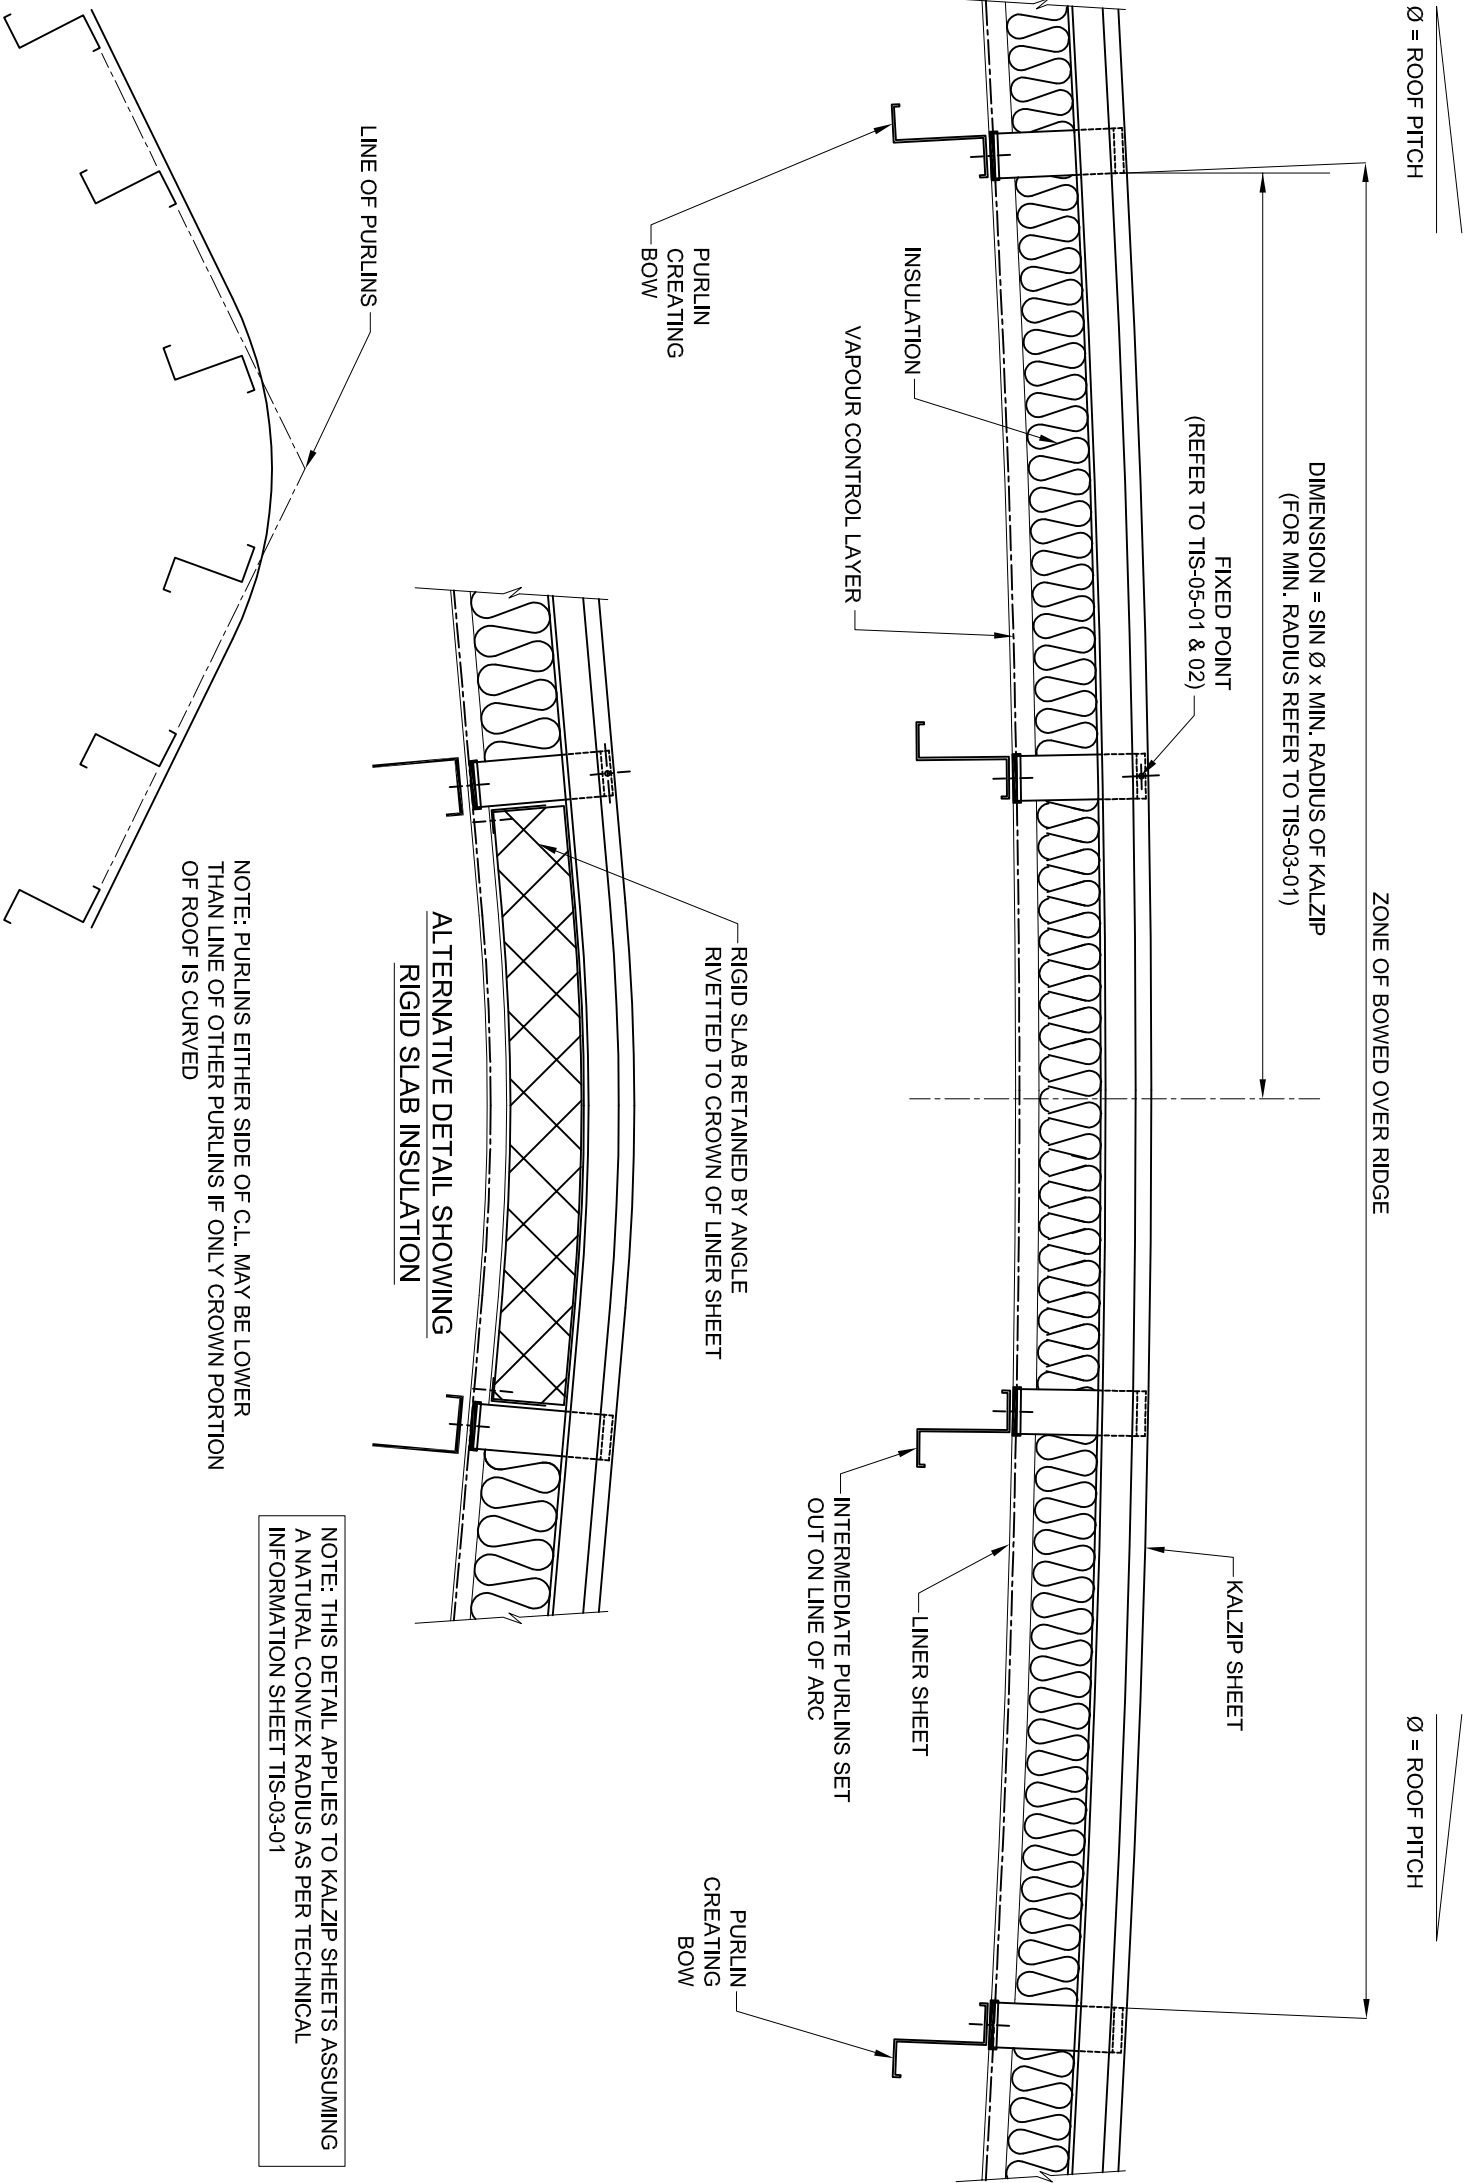 Ø = ROOF PITCH
Ø = ROOF PITCH
ZONE OF BOWED OVER RIDGE
DIMENSION = SIN Ø x MIN. RADIUS OF KALZIP
(FOR MIN. RADIUS REFER TO TIS-03-01)
FIXED POINT
(REFER TO TIS-05-01 & 02)
KALZIP SHEET
INSULATION
VAPOUR CONTROL LAYER
LINER SHEET
INTERMEDIATE PURLINS SET
OUT ON LINE OF ARC
PURLIN
CREATING
BOW
PURLIN
CREATING
BOW
RIGID SLAB RETAINED BY ANGLE
RIVETTED TO CROWN OF LINER SHEET
ALTERNATIVE DETAIL SHOWING
RIGID SLAB INSULATION
LINE OF PURLINS
NOTE: PURLINS EITHER SIDE OF C.L. MAY BE LOWER
THAN LINE OF OTHER PURLINS IF ONLY CROWN PORTION
OF ROOF IS CURVED
NOTE: THIS DETAIL APPLIES TO KALZIP SHEETS ASSUMING
A NATURAL CONVEX RADIUS AS PER TECHNICAL
INFORMATION SHEET TIS-03-01